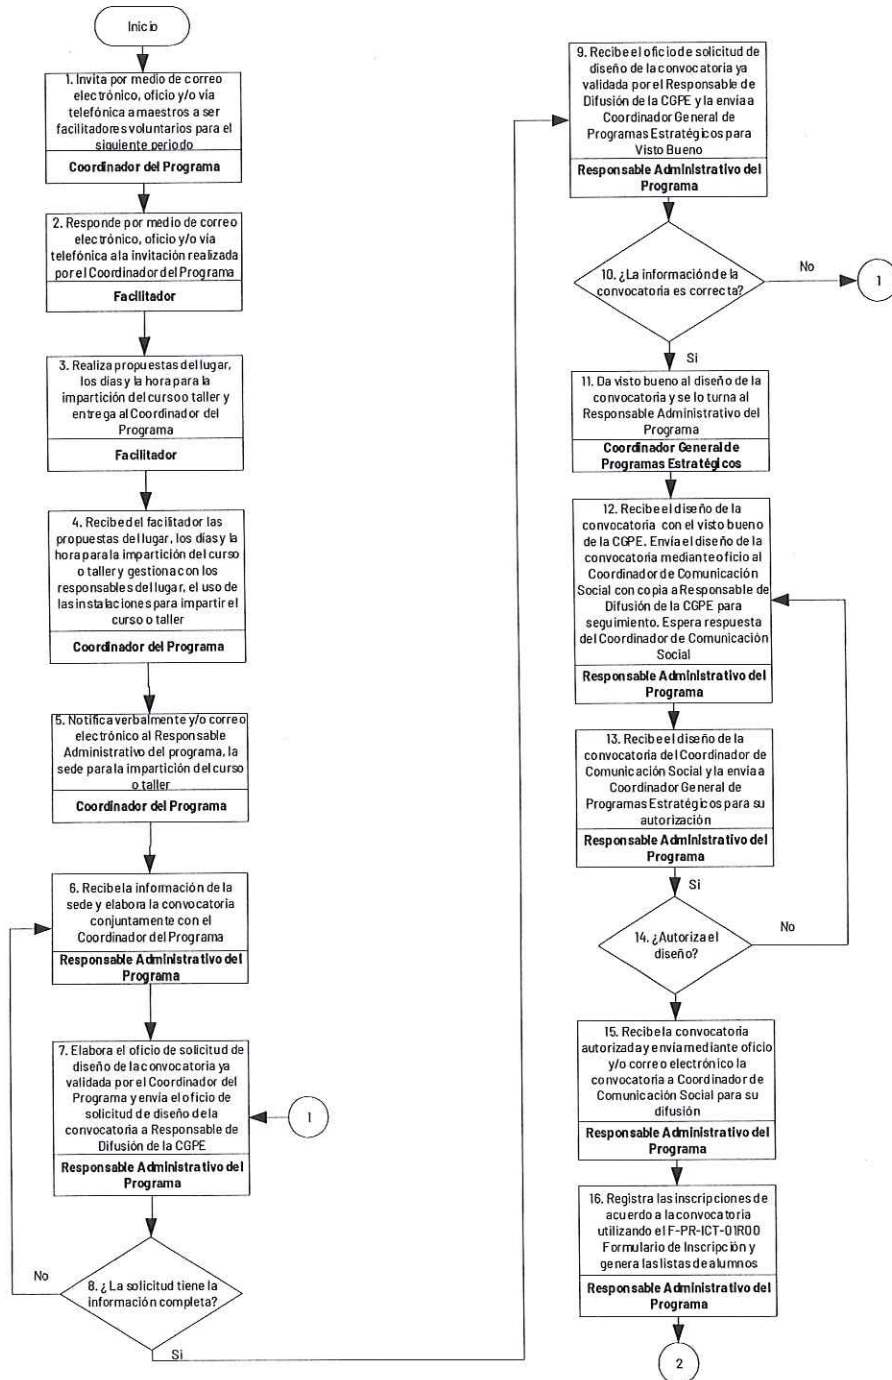 Inicio
1. Invita por medio de correo
electrónico, oficio y/o vía
telefónica a maestros a ser
facilitadores voluntarios para el
siguiente periodo
Coordinador del Programa
2. Responde por medio de correo
electrónico, oficio y/o vía
telefónica a la invitación realizada
por el Coordinador del Programa
Facilitador
3. Realiza propuestas del lugar,
los días y la hora para la
impartición del curso o taller y
entrega al Coordinador del
Programa
Facilitador
4. Recibe del facilitador las
propuestas del lugar, los días y la
hora para la impartición del curso
o taller y gestiona con los
responsables del lugar, el uso de
las instalaciones para impartir el
curso o taller
Coordinador del Programa
5. Notifica verbalmente y/o correo
electrónico al Responsable
Administrativo del programa, la
sede para la impartición del curso
o taller
Coordinador del Programa
6. Recibe la información de la
sede y elabora la convocatoria
conjuntamente con el
Coordinador del Programa
Responsable Administrativo del
Programa
7. Elabora el oficio de solicitud de
diseño de la convocatoria ya
validada por el Coordinador del
Programa y envía el oficio de
solicitud de diseño de la
convocatoria a Responsable de
Difusión de la CGPE
Responsable Administrativo del
Programa
1
No
8. ¿La solicitud tiene la
información completa?
Si
9. Recibe el oficio de solicitud de
diseño de la convocatoria ya
validada por el Responsable de
Difusión de la CGPE y la envía a
Coordinador General de
Programas Estratégicos para
Visto Bueno
Responsable Administrativo del
Programa
10. ¿La información de la
convocatoria es correcta?
No
1
Si
11. Da visto bueno al diseño de la
convocatoria y se lo turna al
Responsable Administrativo del
Programa
Coordinador General de
Programas Estratégicos
12. Recibe el diseño de la
convocatoria con el visto bueno
de la CGPE. Envía el diseño de la
convocatoria mediante oficio al
Coordinador de Comunicación
Social con copia a Responsable de
Difusión de la CGPE para
seguimiento. Espera respuesta
del Coordinador de Comunicación
Social
Responsable Administrativo del
Programa
13. Recibe el diseño de la
convocatoria del Coordinador de
Comunicación Social y la envía a
Coordinador General de
Programas Estratégicos para su
autorización
Responsable Administrativo del
Programa
Si
14. ¿Autoriza el
diseño?
No
15. Recibe la convocatoria
autorizada y envía mediante oficio
y/o correo electrónico la
convocatoria a Coordinador de
Comunicación Social para su
difusión
Responsable Administrativo del
Programa
16. Registra las inscripciones de
acuerdo a la convocatoria
utilizando el F-PR-ICT-01R00
Formulario de Inscripción y
genera las listas de alumnos
Responsable Administrativo del
Programa
2